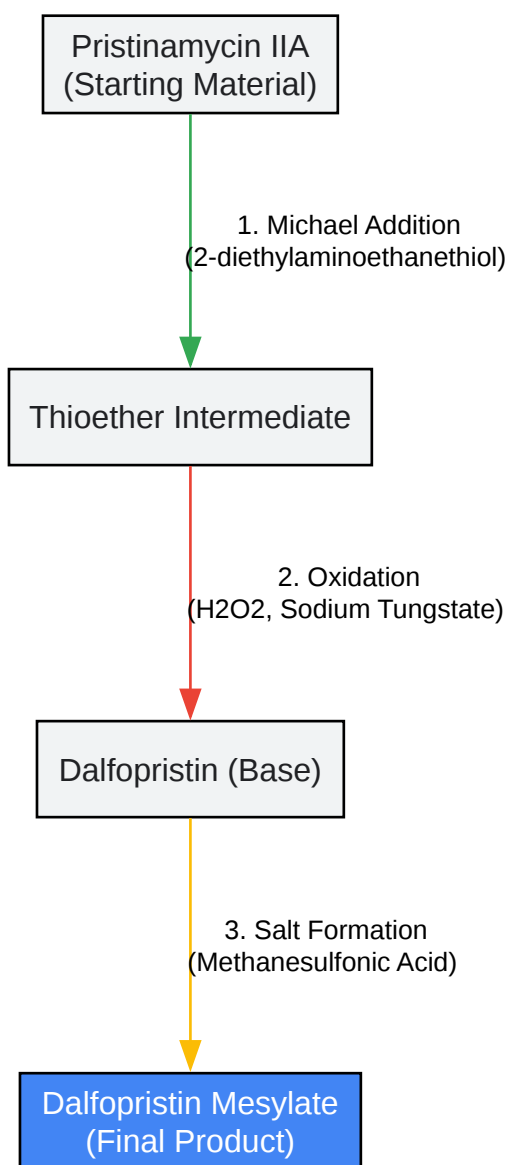 Pristinamycin IIA
(Starting Material)
1. Michael Addition
(2-diethylaminoethanethiol)
Thioether Intermediate
2. Oxidation
(H2O2, Sodium Tungstate)
Dalfopristin (Base)
3. Salt Formation
(Methanesulfonic Acid)
Dalfopristin Mesylate
(Final Product)